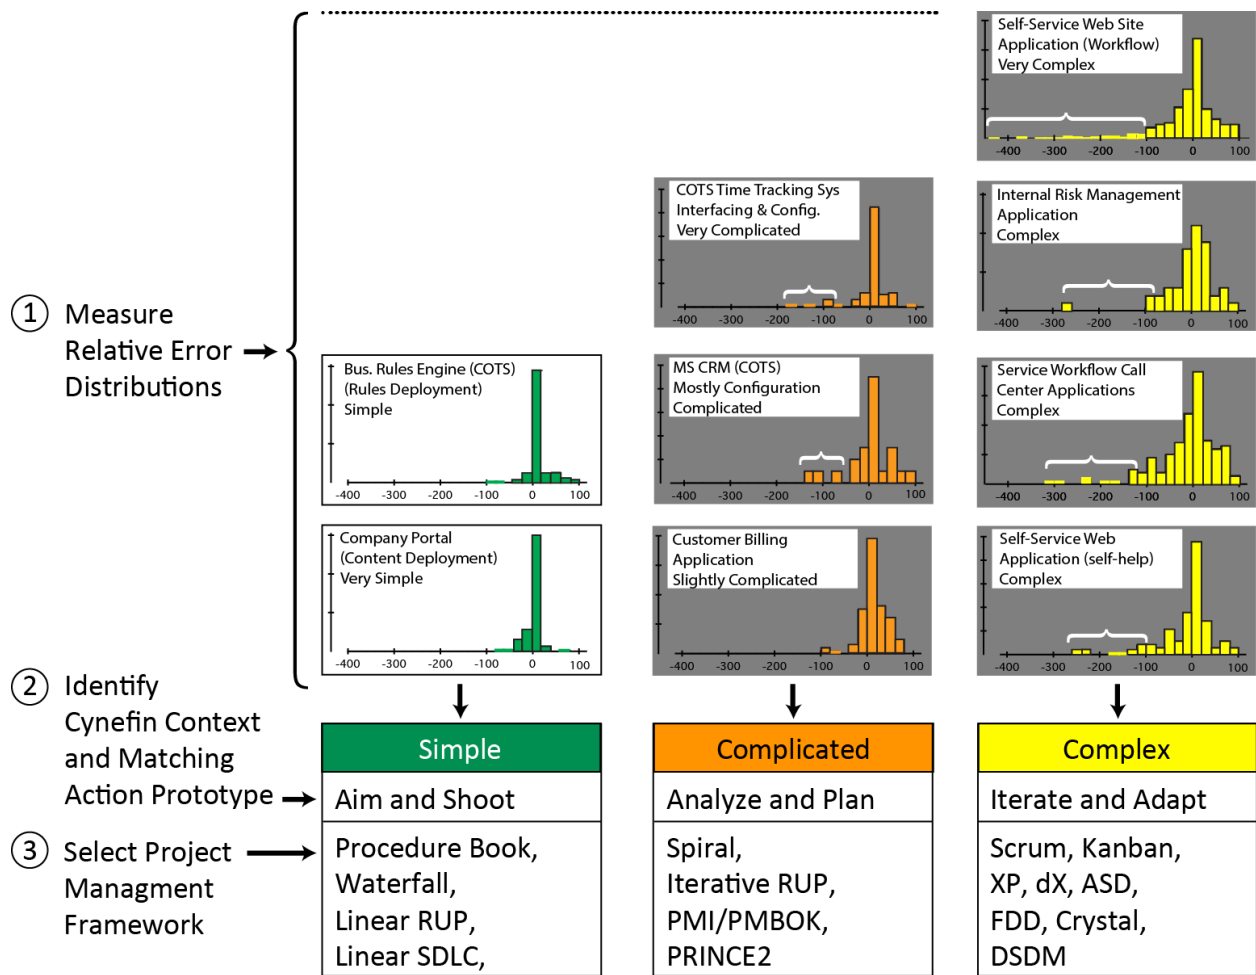 Self-Service Web Site
Application (Workflow)
Very Complex
-400 -300 -200 -100 0 100
COTS Time Tracking Sys
Interfacing & Config.
Very Complicated
-400 -300 -200 -100 0 100
Internal Risk Management
Application
Complex
-400 -300 -200 -100 0 100
1 Measure
Relative Error
Distributions
Bus. Rules Engine (COTS)
(Rules Deployment)
Simple
-400 -300 -200 -100 0 100
MS CRM (COTS)
Mostly Configuration
Complicated
-400 -300 -200 -100 0 100
Service Workflow Call
Center Applications
Complex
-400 -300 -200 -100 0 100
Company Portal
(Content Deployment)
Very Simple
-400 -300 -200 -100 0 100
Customer Billing
Application
Slightly Complicated
-400 -300 -200 -100 0 100
Self-Service Web
Application (self-help)
Complex
-400 -300 -200 -100 0 100
2 Identify
Cynefin Context
and Matching
Action Prototype
Simple
Complicated
Complex
Aim and Shoot
Analyze and Plan
Iterate and Adapt
3 Select Project
Managment
Framework
Procedure Book,
Waterfall,
Linear RUP,
Linear SDLC,
Spiral,
Iterative RUP,
PMI/PMBOK,
PRINCE2
Scrum, Kanban,
XP, dX, ASD,
FDD, Crystal,
DSDM